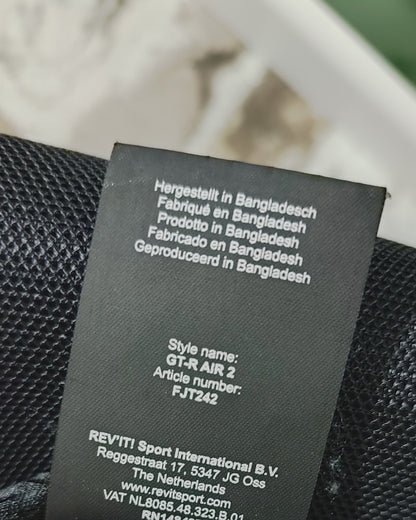 Hergestellt in Bangladesch
Fabriqué en Bangladesh
Prodotto in Bangladesh
Fabricado en Bangladesh
Geproduceerd in Bangladesh
Style name:
GT-R AIR 2
Article number:
FJT242
REV'IT! Sport International B.V.
Reggestraat 17, 5347 JG Oss
The Netherlands
www.revitsport.com
VAT NL8085.48.323.B.01